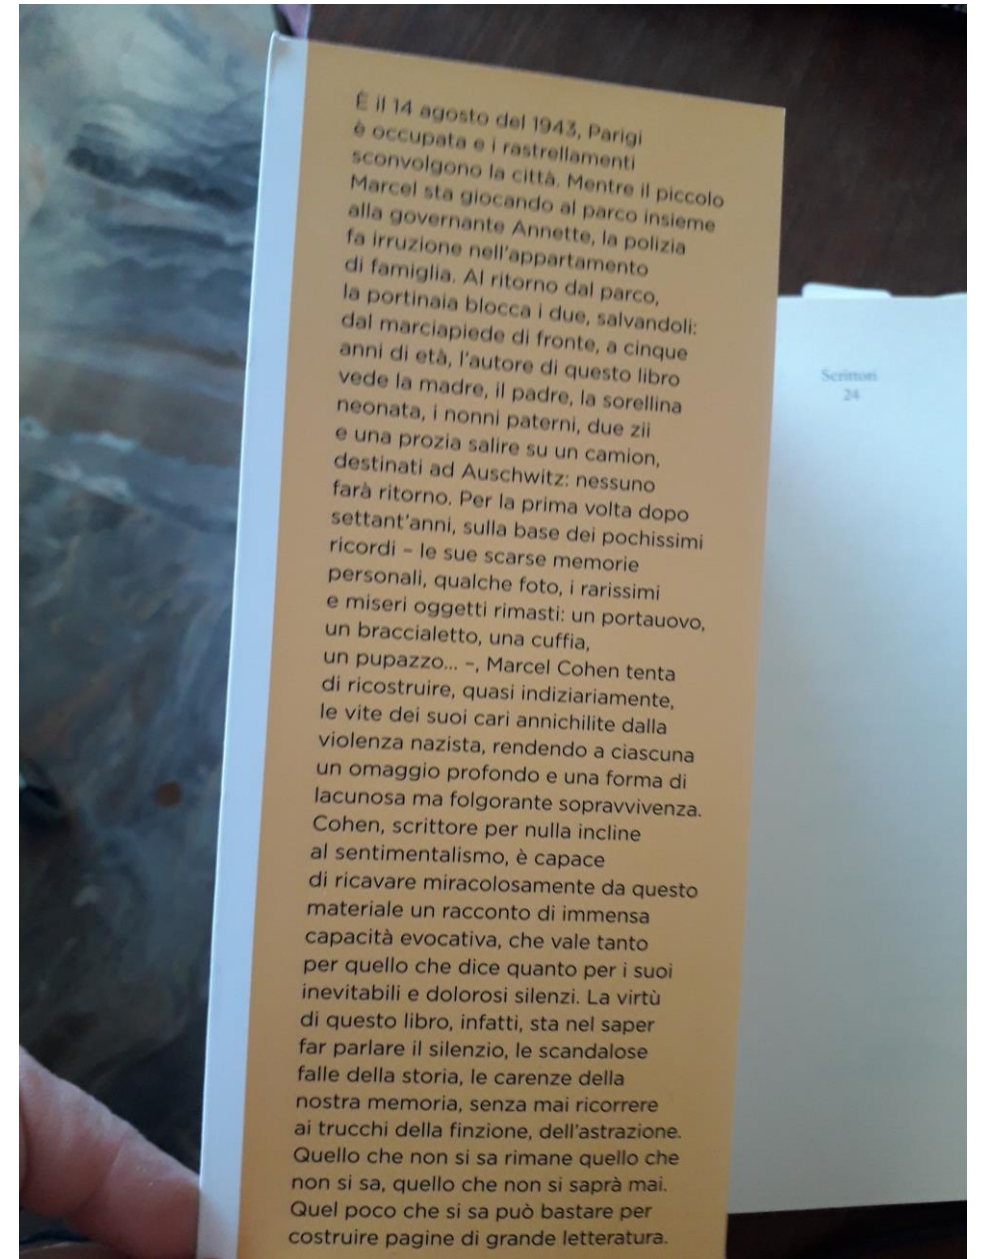 È il 14 agosto del 1943, Parigi
è occupata e i rastrellamenti
sconvolgono la città. Mentre il piccolo
Marcel sta giocando al parco insieme
alla governante Annette, la polizia
fa irruzione nell'appartamento
di famiglia. Al ritorno dal parco,
la portinaia blocca i due, salvandoli:
dal marciapiede di fronte, a cinque
anni di età, l'autore di questo libro
vede la madre, il padre, la sorellina
neonata, i nonni paterni, due zii
e una prozia salire su un camion,
destinati ad Auschwitz: nessuno
farà ritorno. Per la prima volta dopo
settant'anni, sulla base dei pochissimi
ricordi – le sue scarse memorie
personali, qualche foto, i rarissimi
e miseri oggetti rimasti: un portauovo,
un braccialetto, una cuffia,
un pupazzo... –, Marcel Cohen tenta
di ricostruire, quasi indiziariamente,
le vite dei suoi cari annichilite dalla
violenza nazista, rendendo a ciascuna
un omaggio profondo e una forma di
lacunosa ma folgorante sopravvivenza.
Cohen, scrittore per nulla incline
al sentimentalismo, è capace
di ricavare miracolosamente da questo
materiale un racconto di immensa
capacità evocativa, che vale tanto
per quello che dice quanto per i suoi
inevitabili e dolorosi silenzi. La virtù
di questo libro, infatti, sta nel saper
far parlare il silenzio, le scandalose
falle della storia, le carenze della
nostra memoria, senza mai ricorrere
ai trucchi della finzione, dell'astrazione.
Quello che non si sa rimane quello che
non si sa, quello che non si saprà mai.
Quel poco che si sa può bastare per
costruire pagine di grande letteratura.
Scrittori
24